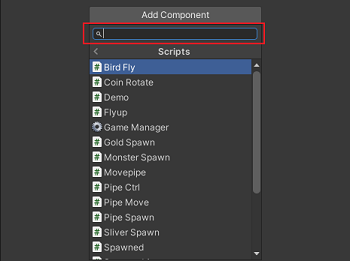 Add Component
Scripts
Bird Fly
Coin Rotate
Demo
Flyup
Game Manager
Gold Spawn
Monster Spawn
Movepipe
Pipe Ctrl
Pipe Move
Pipe Spawn
Sliver Spawn
Spawned